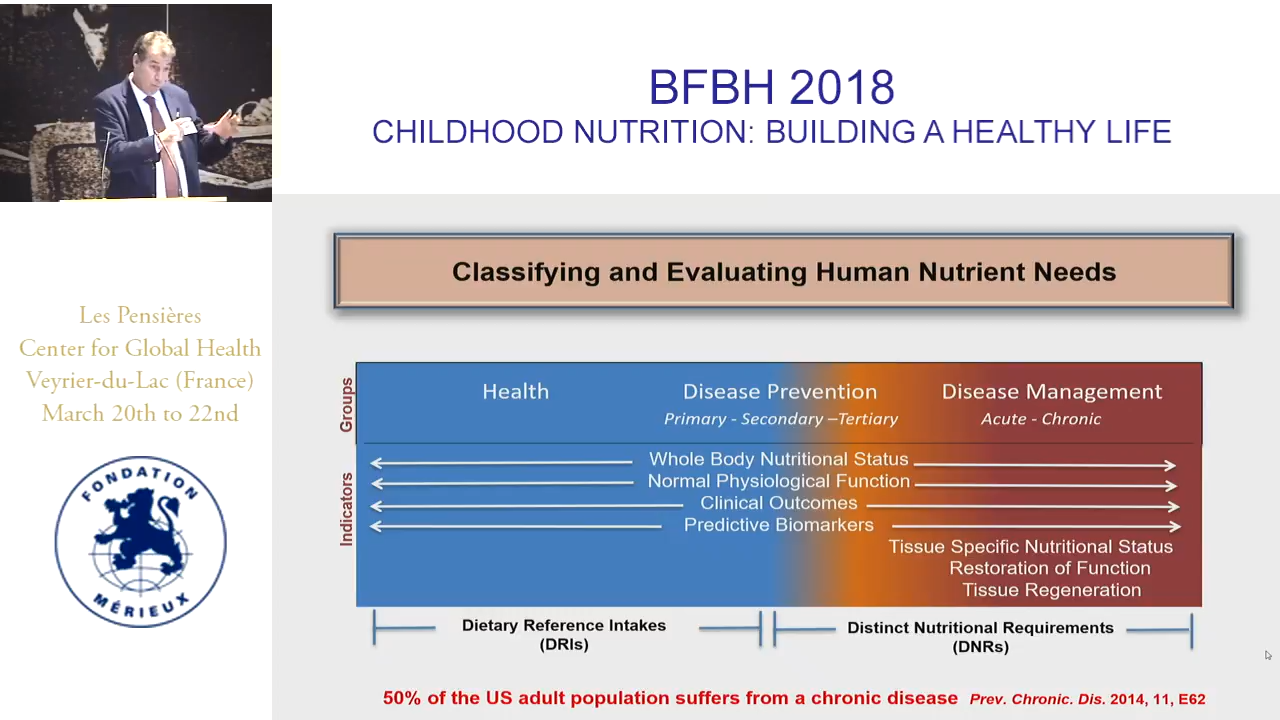 BFBH 2018
CHILDHOOD NUTRITION: BUILDING A HEALTHY LIFE
Les Pensières
Center for Global Health
Veyrier-du-Lac (France)
March 20th to 22nd
FONDATION
MÉRIEUX
Classifying and Evaluating Human Nutrient Needs
Groups
Health
Disease Prevention
Disease Management
Primary - Secondary –Tertiary
Acute - Chronic
Indicators
Whole Body Nutritional Status
Normal Physiological Function
Clinical Outcomes
Predictive Biomarkers
Tissue Specific Nutritional Status
Restoration of Function
Tissue Regeneration
Dietary Reference Intakes
(DRIs)
Distinct Nutritional Requirements
(DNRs)
50% of the US adult population suffers from a chronic disease Prev. Chronic. Dis. 2014, 11, E62